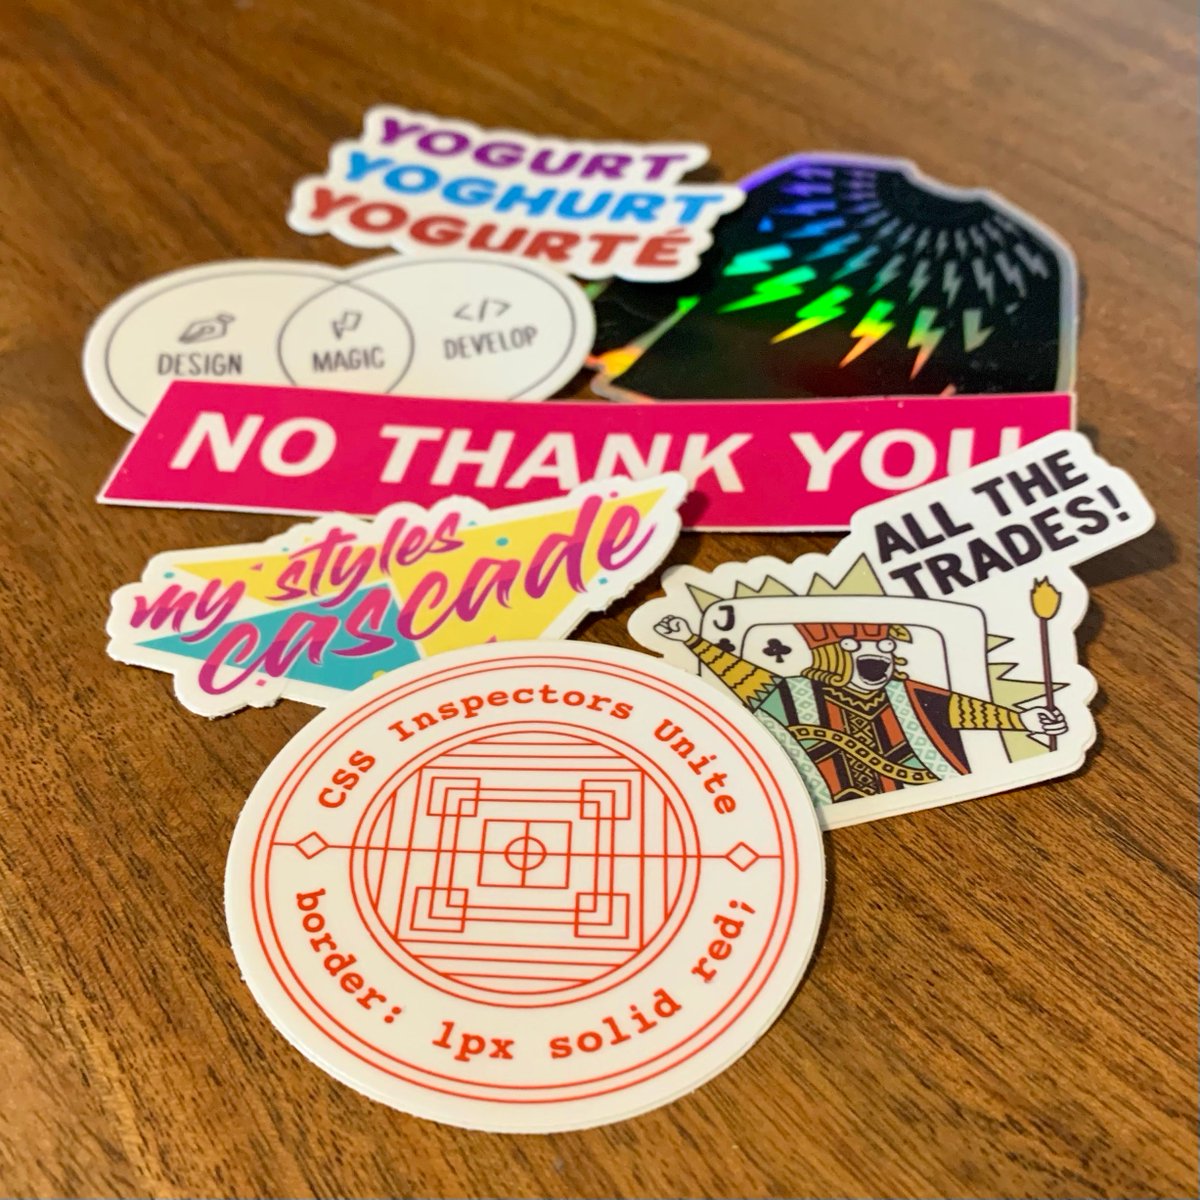 YOGURT
YOGHURT
YOGURTÉ
DESIGN
MAGIC
</>
DEVELOP
NO THANK YOU
my styles
cascade
ALL THE
TRADES!
J
CSS Inspectors Unite
border: 1px solid red;